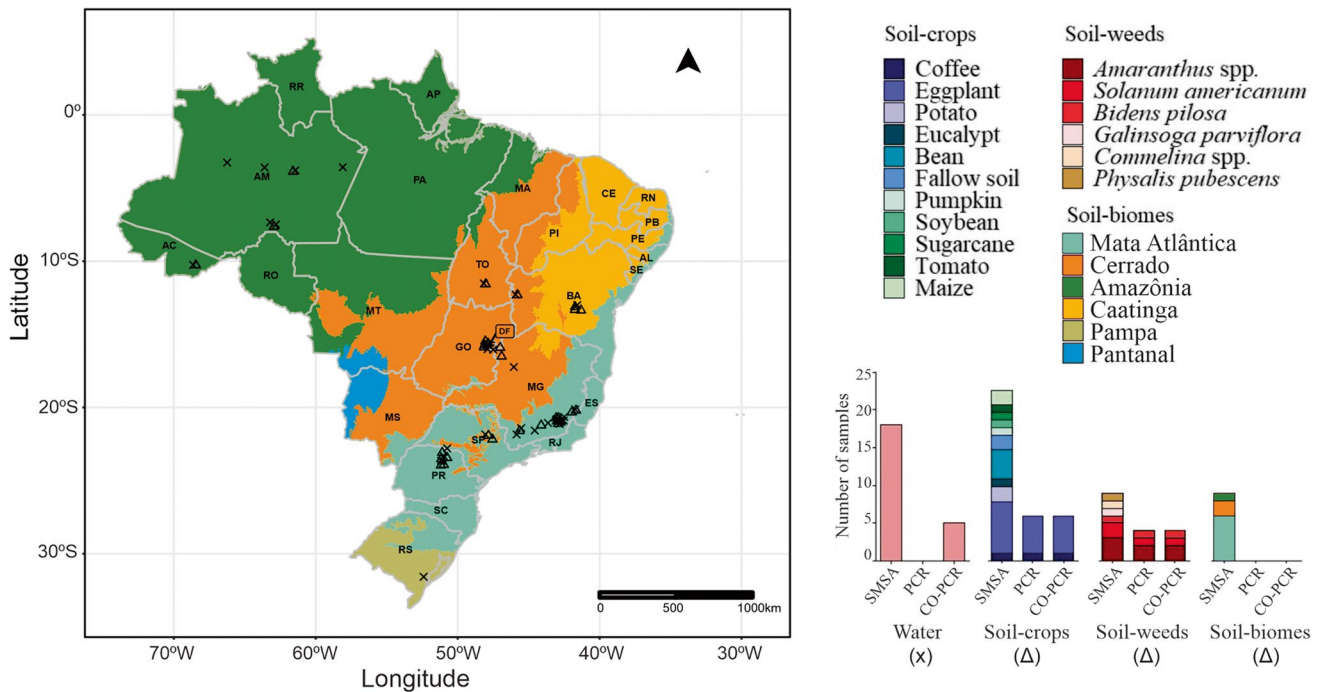 RR
AP
0º
AM
PA
MA
CE
RN
PB
PI
PE
AL
SE
AC
10ºS
RO
TO
BA
MT
DF
GO
MG
ES
20ºS
MS
SP
RJ
PR
SC
RS
30ºS
0 500 1000km
70ºW 60ºW 50ºW 40ºW 30ºW
Latitude
Longitude
Soil-crops
Coffee
Eggplant
Potato
Eucalypt
Bean
Fallow soil
Pumpkin
Soybean
Sugarcane
Tomato
Maize
Soil-weeds
Amaranthus spp.
Solanum americanum
Bidens pilosa
Galinsoga parviflora
Commelina spp.
Physalis pubescens
Soil-biomes
Mata Atlântica
Cerrado
Amazônia
Caatinga
Pampa
Pantanal
Number of samples
25
20
15
10
5
0
SMSA PCR CO-PCR SMSA PCR CO-PCR SMSA PCR CO-PCR SMSA PCR CO-PCR
Water Soil-crops Soil-weeds Soil-biomes
(x) (Δ) (Δ) (Δ)